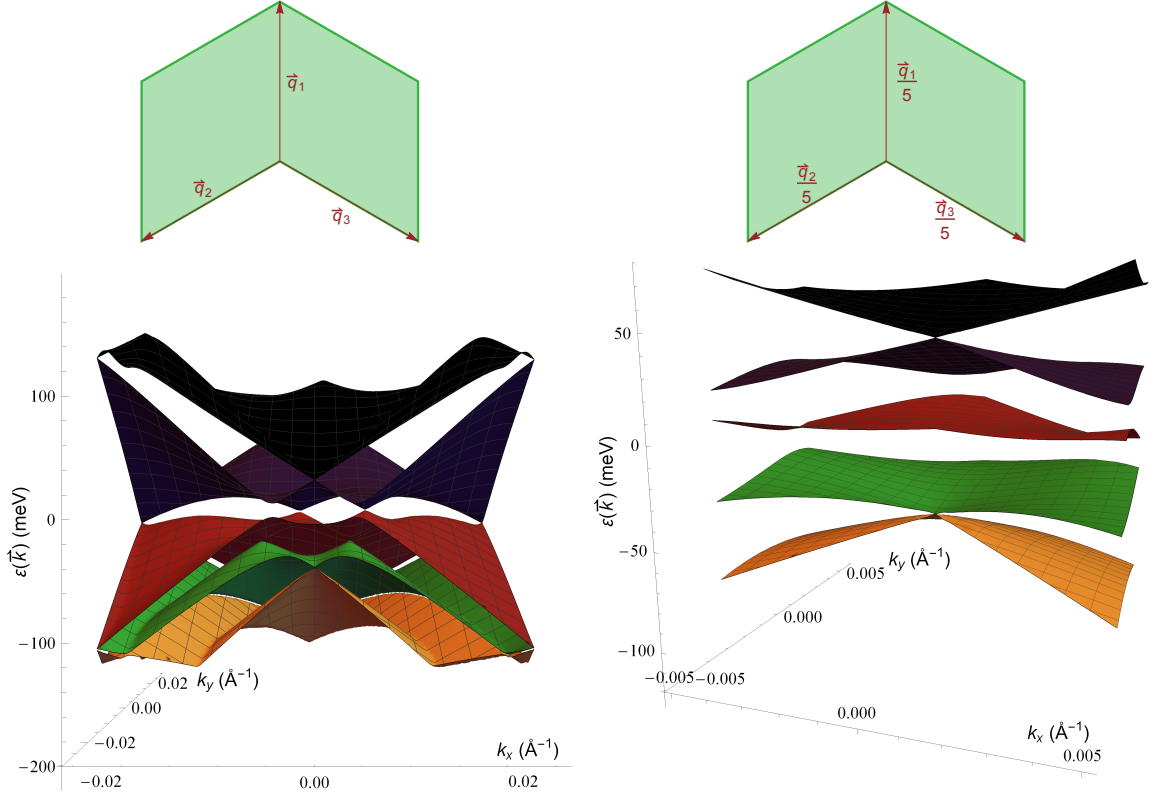 q⃗₁
q⃗₂
q⃗₃
q⃗₁/5
q⃗₂/5
q⃗₃/5
100
0
−100
−200
ε(k⃗) (meV)
0.02
0.00
−0.02
k_y (Å⁻¹)
−0.02
0.00
0.02
k_x (Å⁻¹)
50
0
−50
−100
ε(k⃗) (meV)
k_y (Å⁻¹)
0.005
0.000
−0.005
−0.005
0.000
0.005
k_x (Å⁻¹)